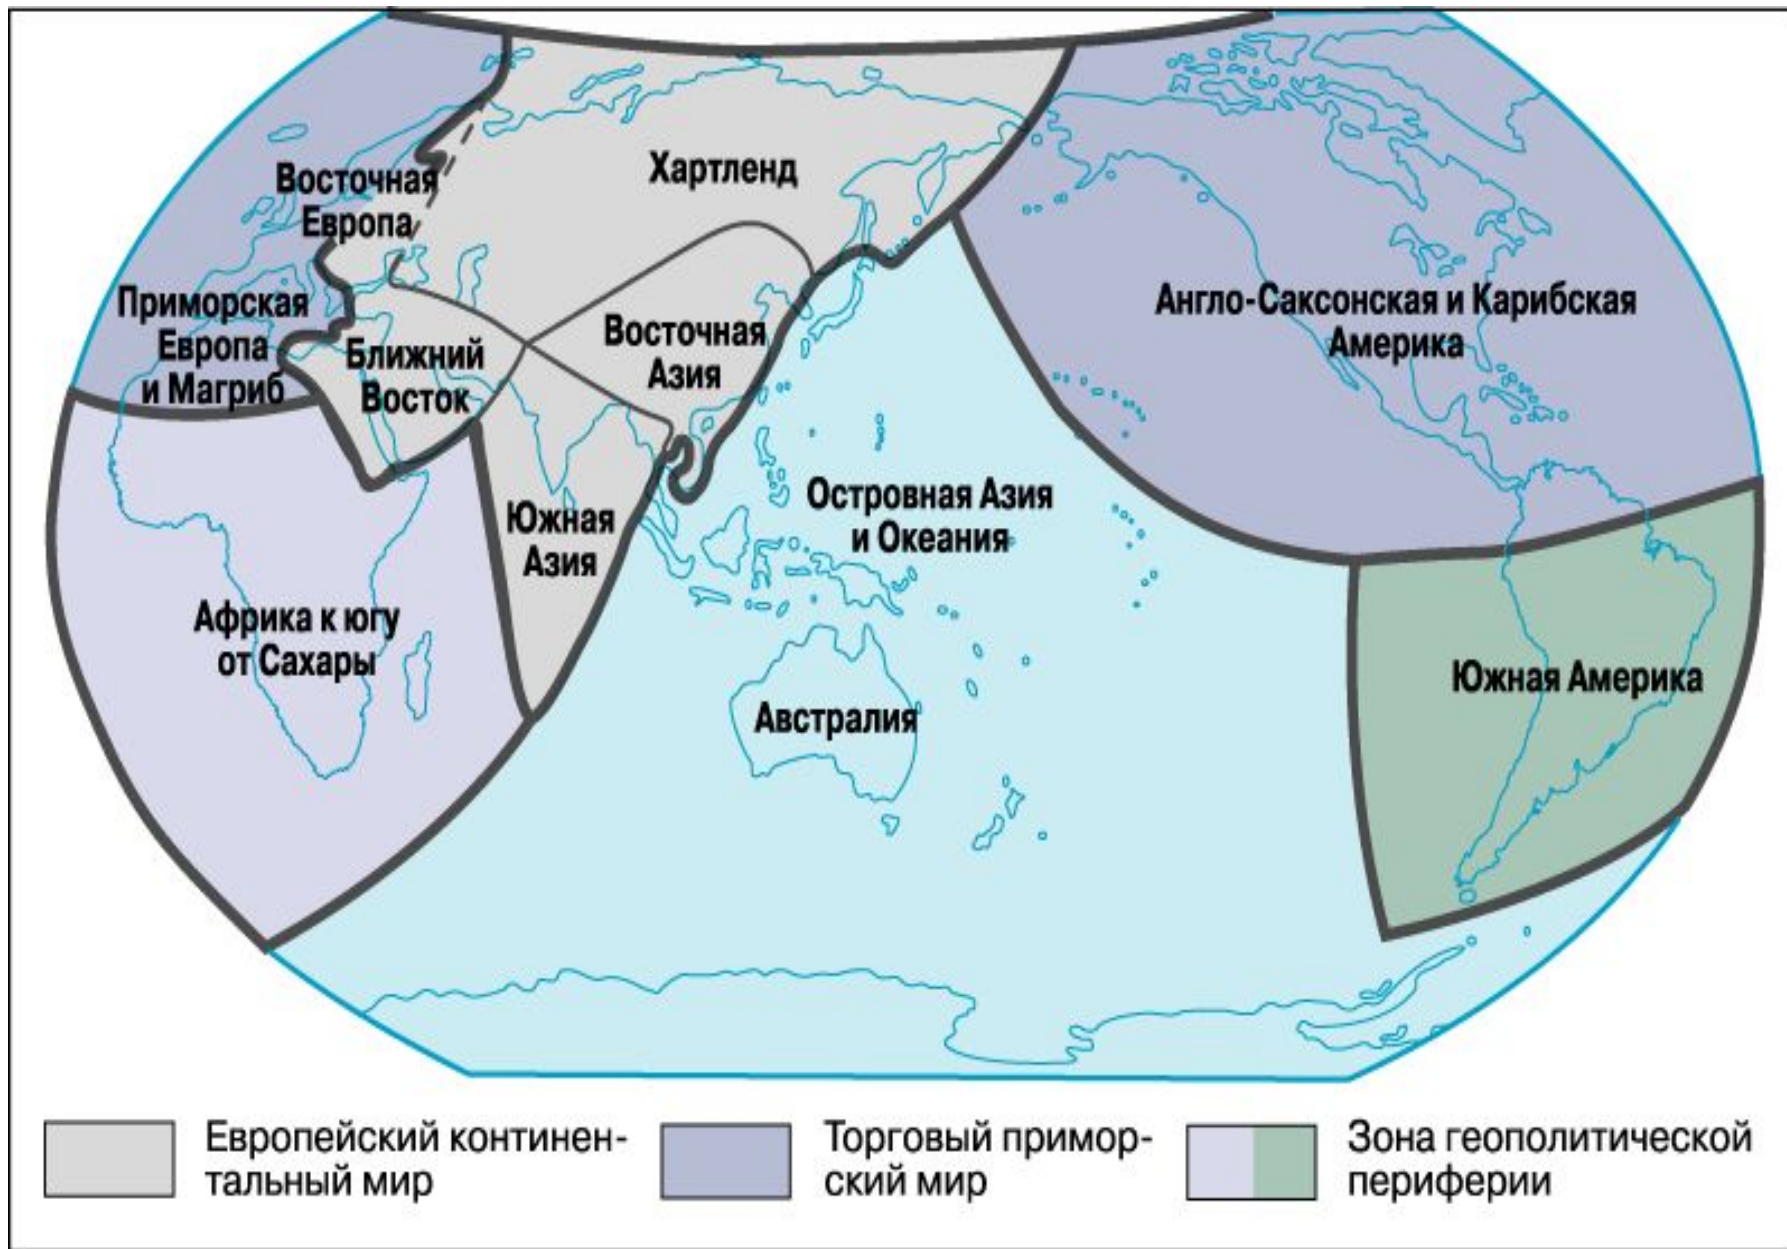 Хартленд
Восточная
Европа
Приморская
Европа
и Магриб
Ближний
Восток
Восточная
Азия
Англо-Саксонская и Карибская
Америка
Южная
Азия
Островная Азия
и Океания
Африка к югу
от Сахары
Австралия
Южная Америка
Европейский континен-
тальный мир
Торговый примор-
ский мир
Зона геополитической
периферии